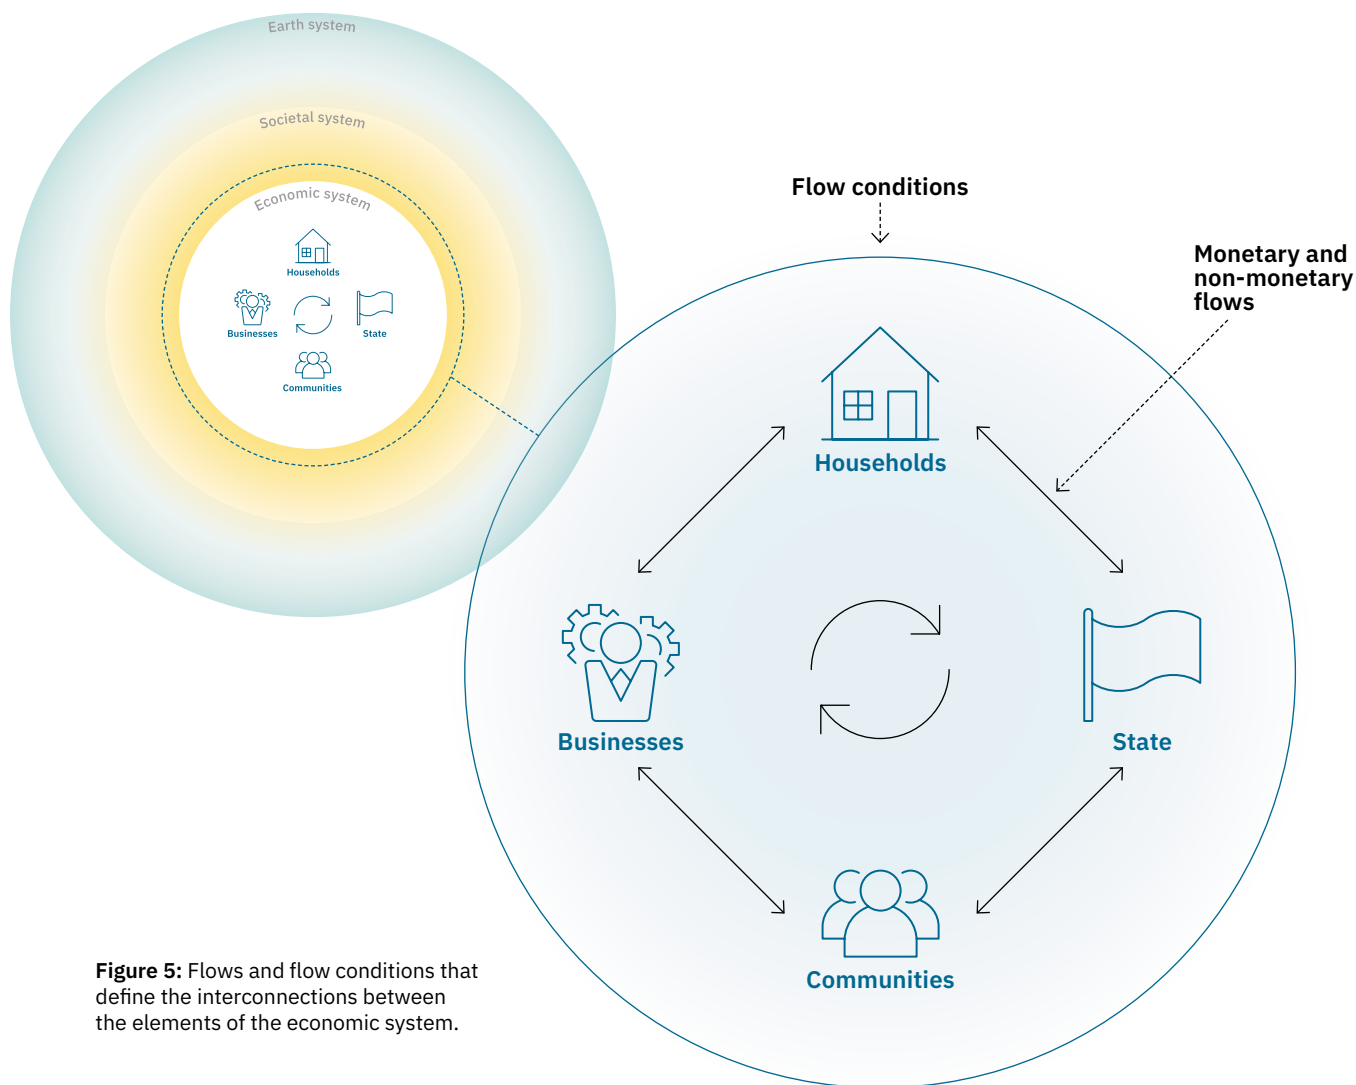 Earth system
Societal system
Economic system
Households
Businesses
State
Communities
Flow conditions
Monetary and
non-monetary
flows
Households
Businesses
State
Communities
Figure 5: Flows and flow conditions that
define the interconnections between
the elements of the economic system.